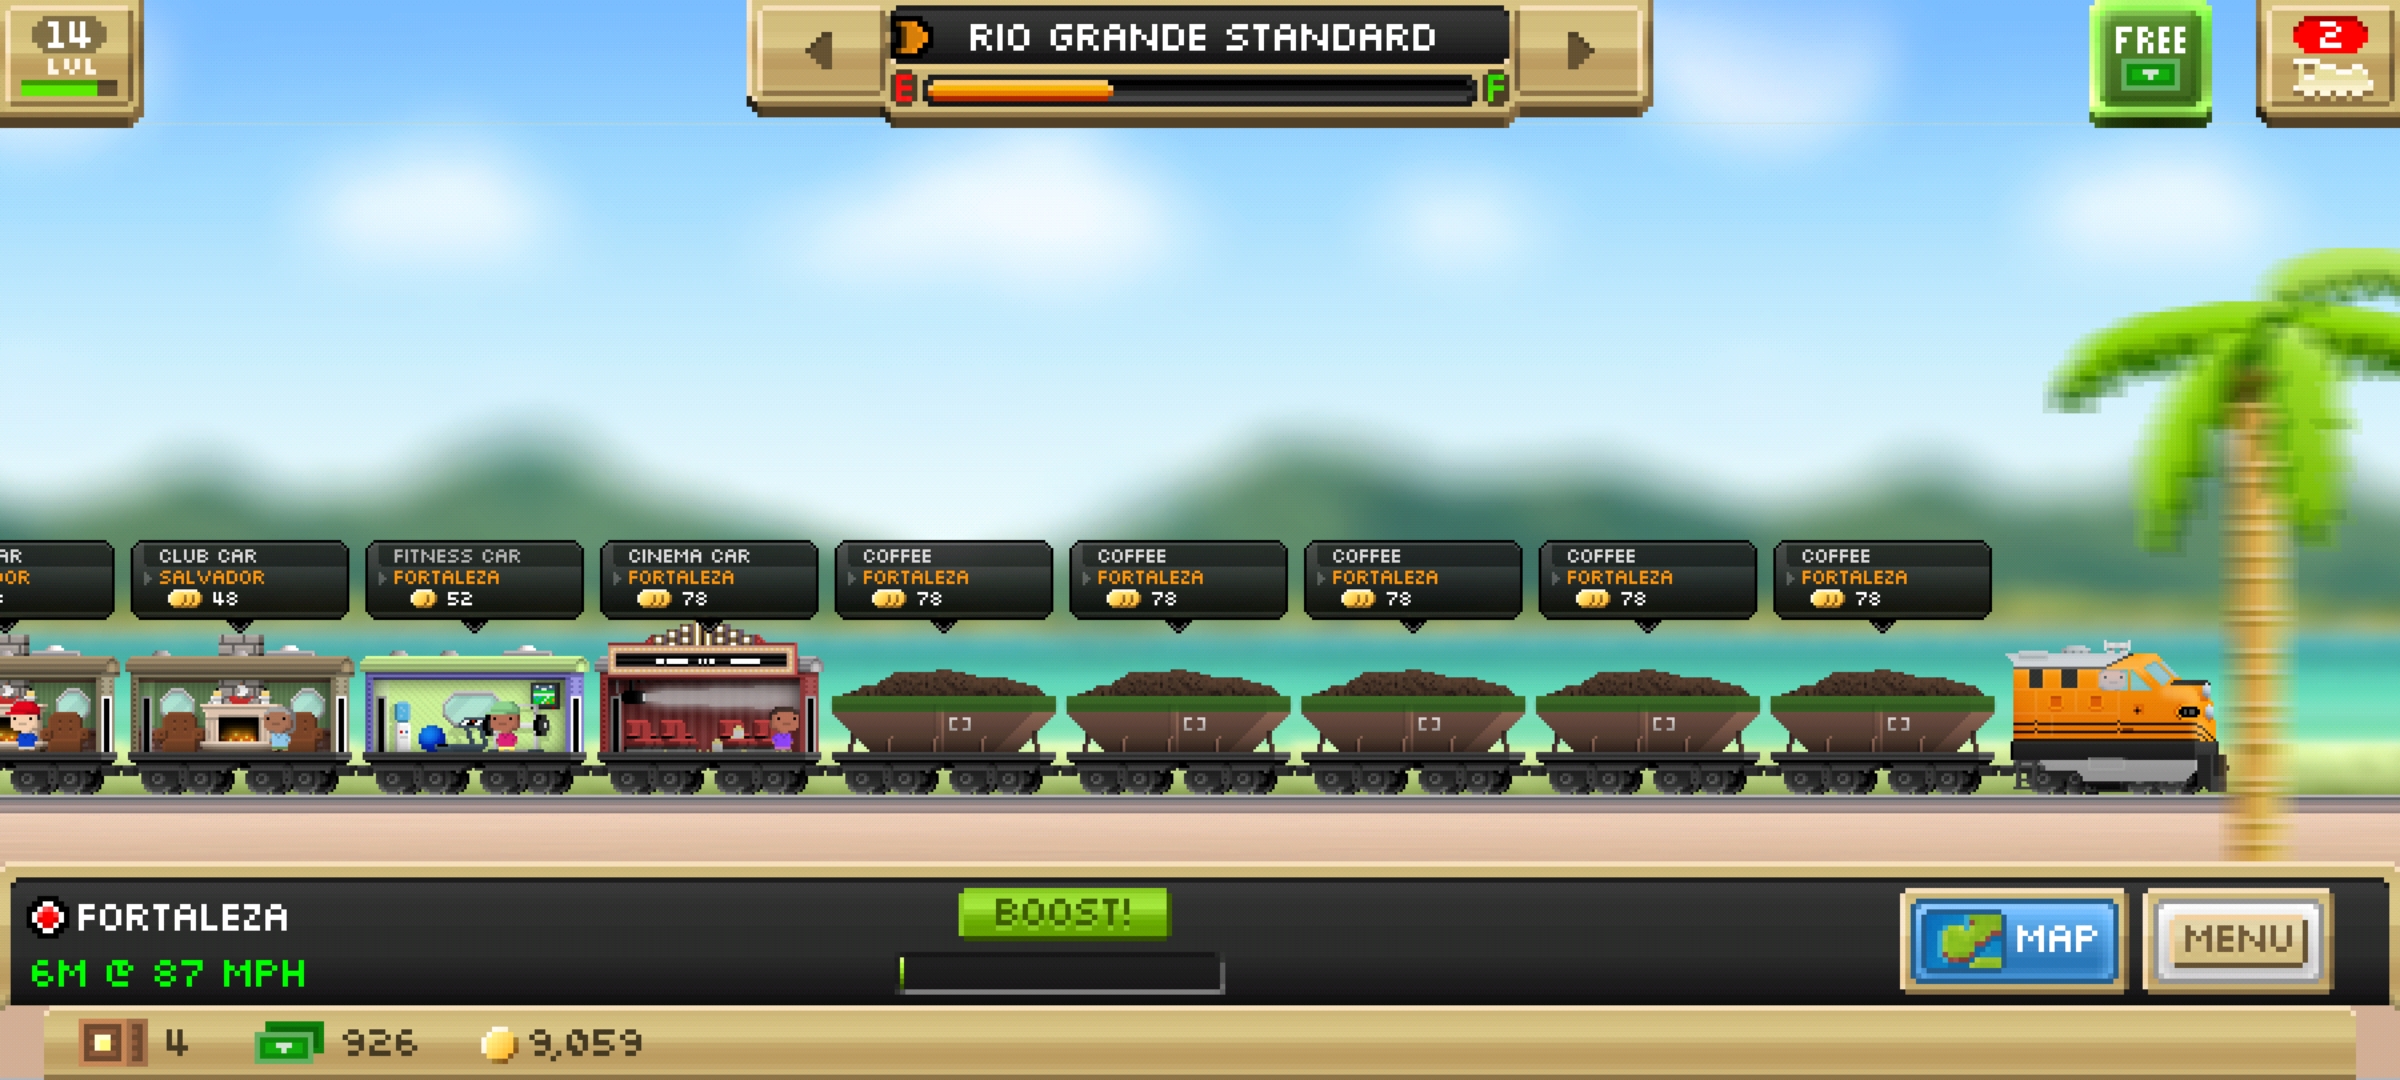 14
LVL
RIO GRANDE STANDARD
E
F
FREE
2
AR
OR
CLUB CAR
SALVADOR
48
FITNESS CAR
FORTALEZA
52
CINEMA CAR
FORTALEZA
78
COFFEE
FORTALEZA
78
COFFEE
FORTALEZA
78
COFFEE
FORTALEZA
78
COFFEE
FORTALEZA
78
COFFEE
FORTALEZA
78
FORTALEZA
6M @ 87 MPH
BOOST!
MAP
MENU
4
926
9,059